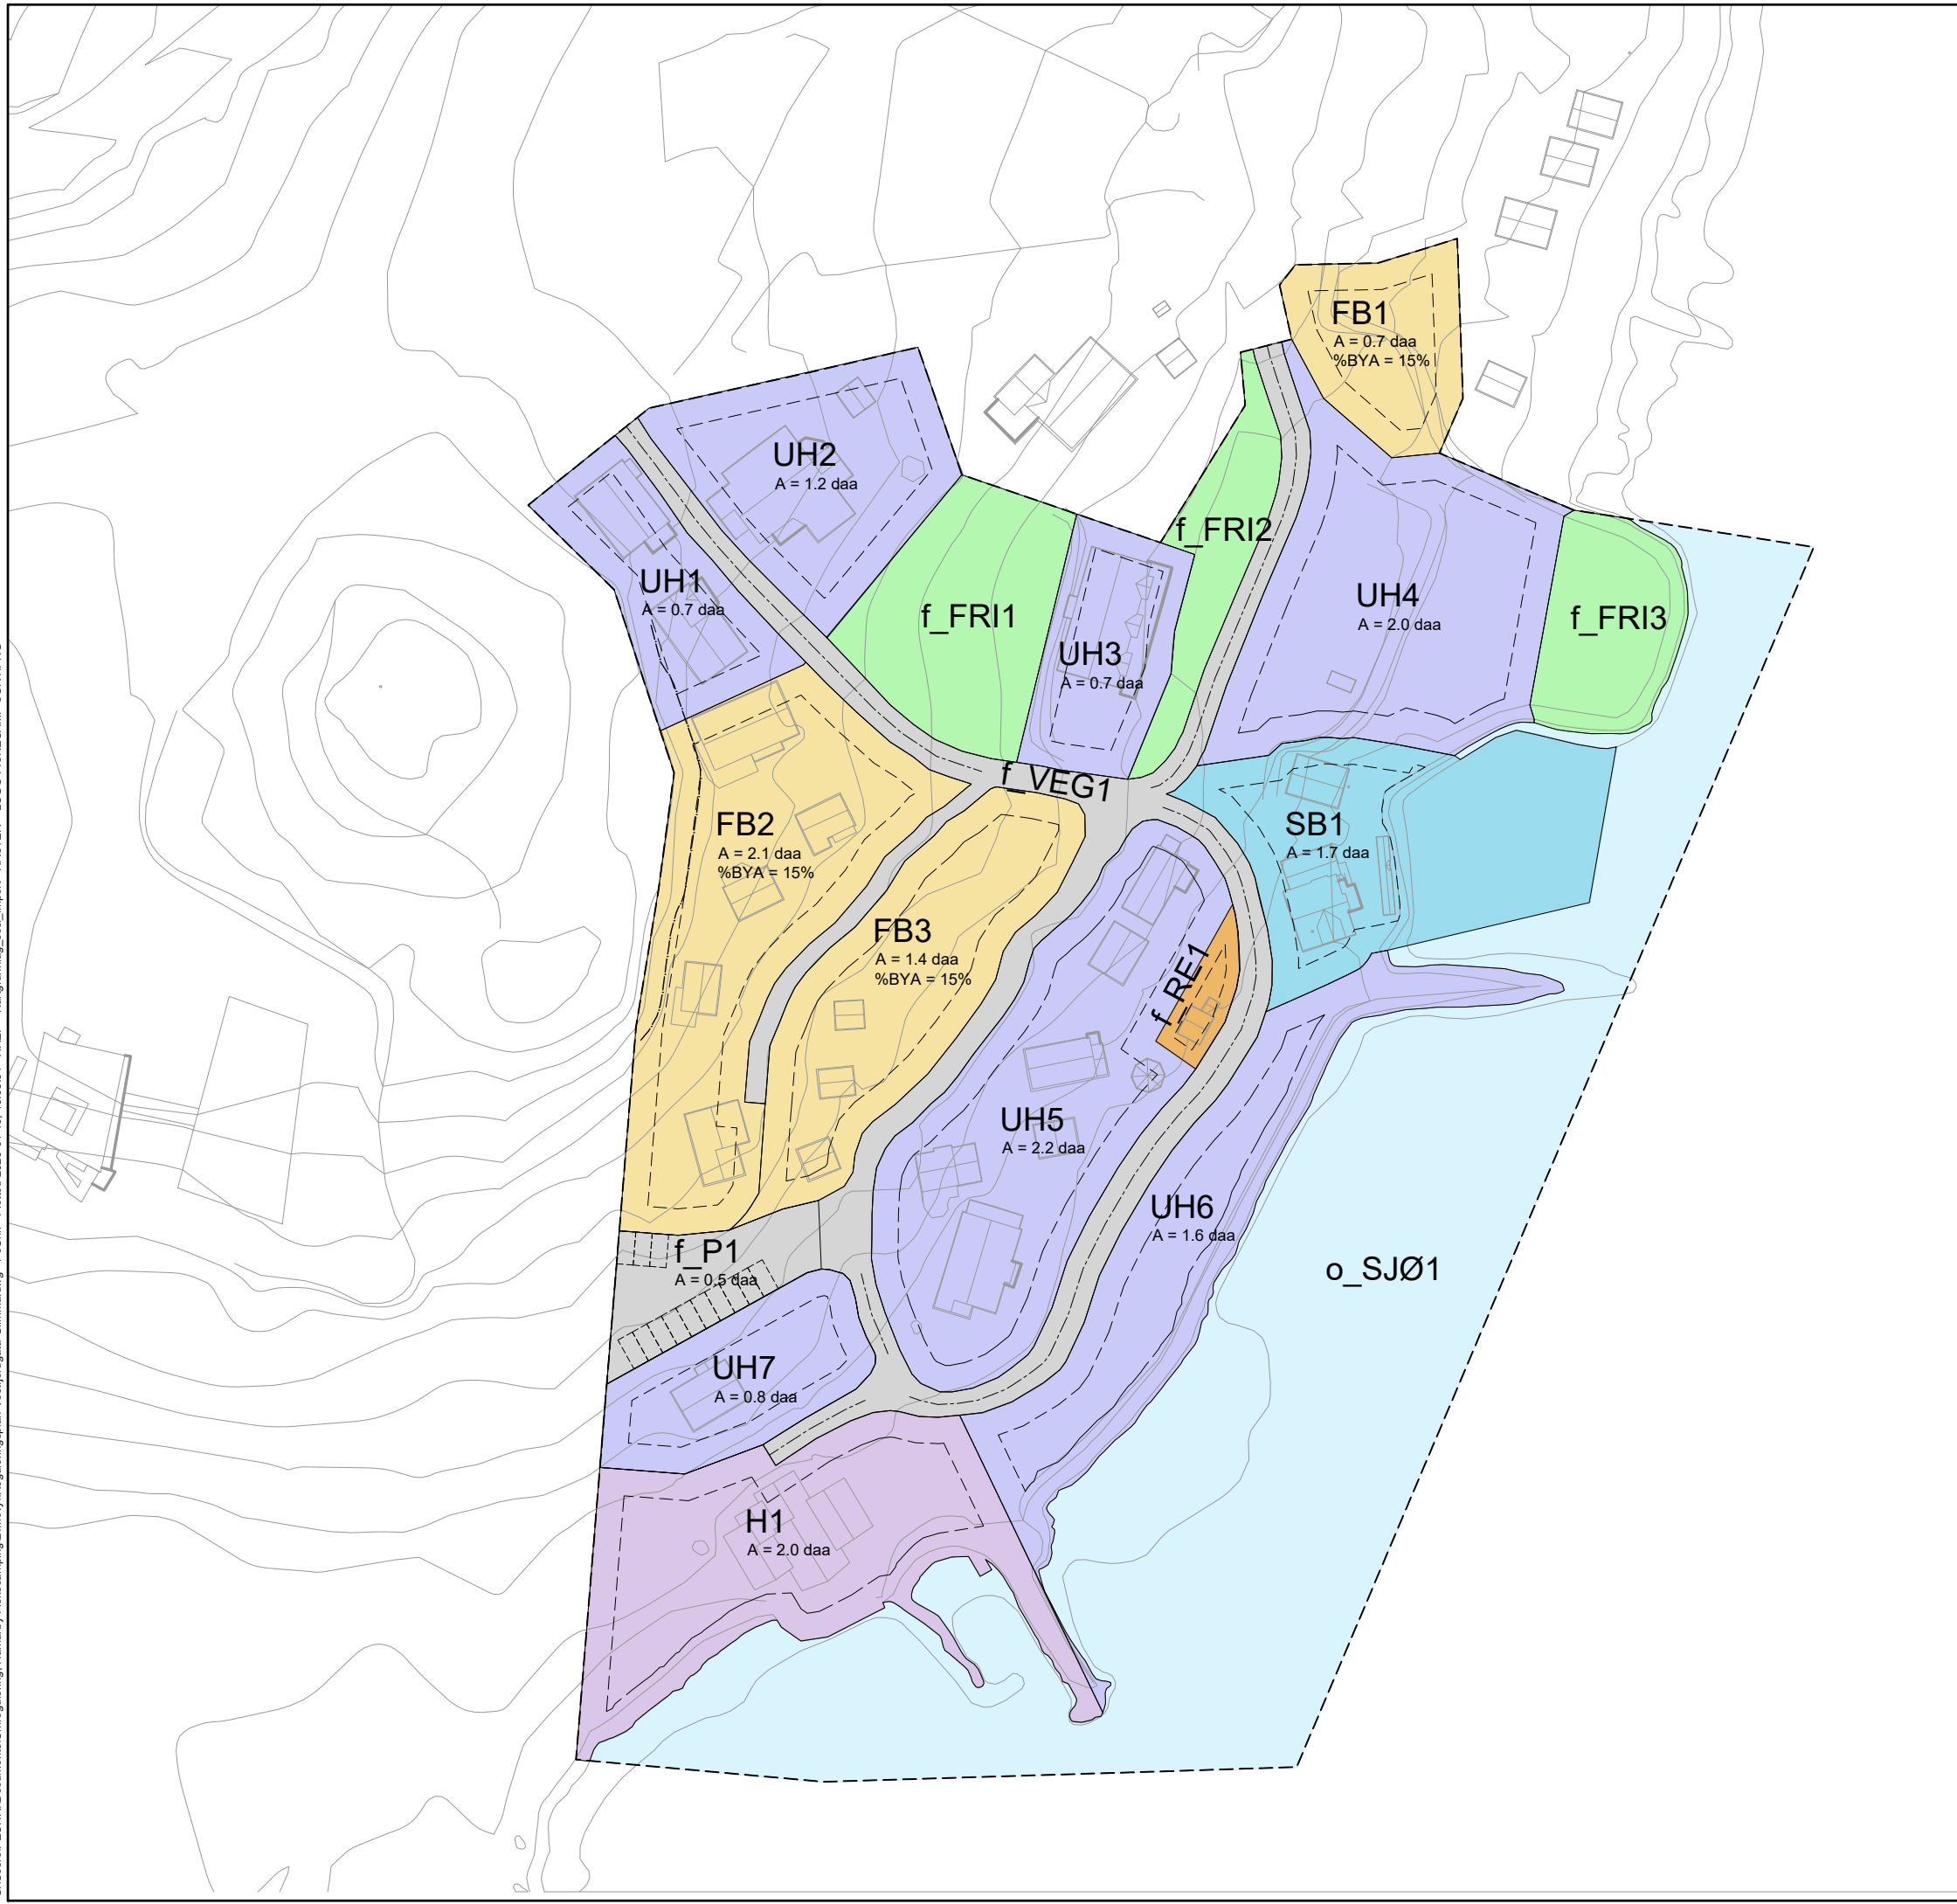 FB1
A = 0.7 daa
%BYA = 15%
UH2
A = 1.2 daa
f_FRI2
UH1
A = 0.7 daa
f_FRI1
UH4
A = 2.0 daa
f_FRI3
UH3
A = 0.7 daa
f_VEG1
FB2
A = 2.1 daa
%BYA = 15%
SB1
A = 1.7 daa
FB3
A = 1.4 daa
%BYA = 15%
f_RE1
UH5
A = 2.2 daa
UH6
A = 1.6 daa
f_P1
A = 0.5 daa
o_SJØ1
UH7
A = 0.8 daa
H1
A = 2.0 daa